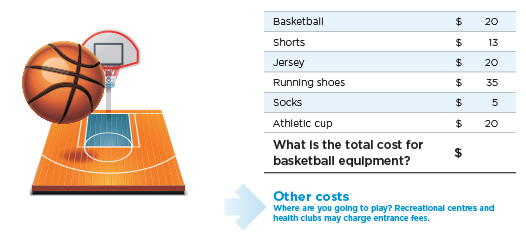 Basketball $ 20
Shorts $ 13
Jersey $ 20
Running shoes $ 35
Socks $ 5
Athletic cup $ 20
What is the total cost for
basketball equipment? $
Other costs
Where are you going to play? Recreational centres and
health clubs may charge entrance fees.